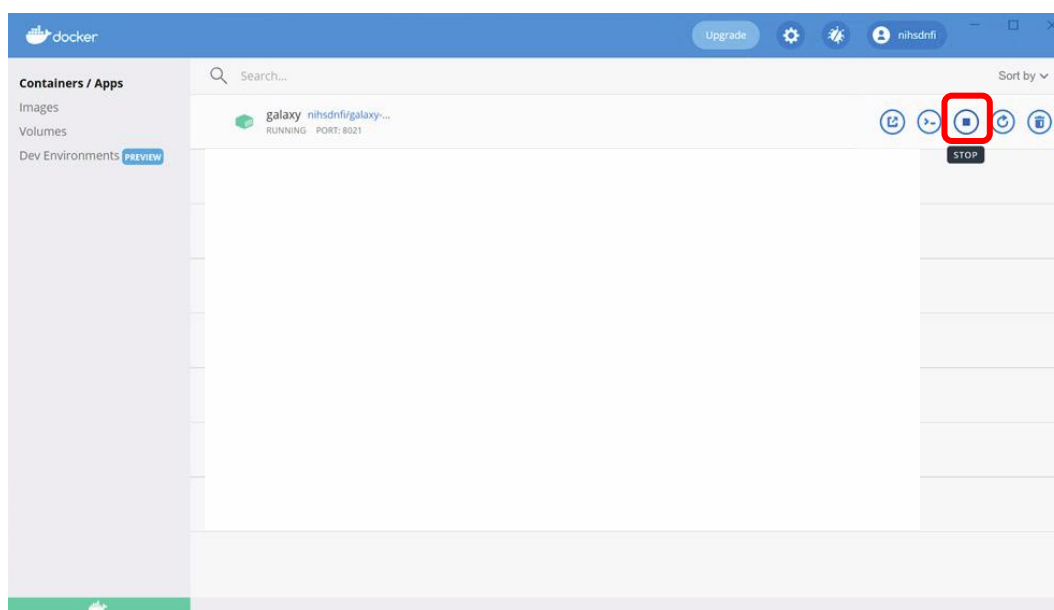 docker
Upgrade
nihsdnfi
Containers / Apps
Images
Volumes
Dev Environments PREVIEW
Search...
Sort by
galaxy nihsdnfi/galaxy-...
RUNNING PORT: 8021
STOP